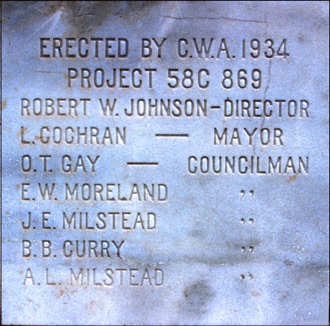 ERECTED BY C.W.A. 1934
PROJECT 58C 869
ROBERT W. JOHNSON-DIRECTOR
L. COCHRAN — MAYOR
O.T. GAY — COUNCILMAN
E.W. MORELAND ,,
J.E. MILSTEAD ,,
B.B. CURRY ,,
A.L. MILSTEAD ,,